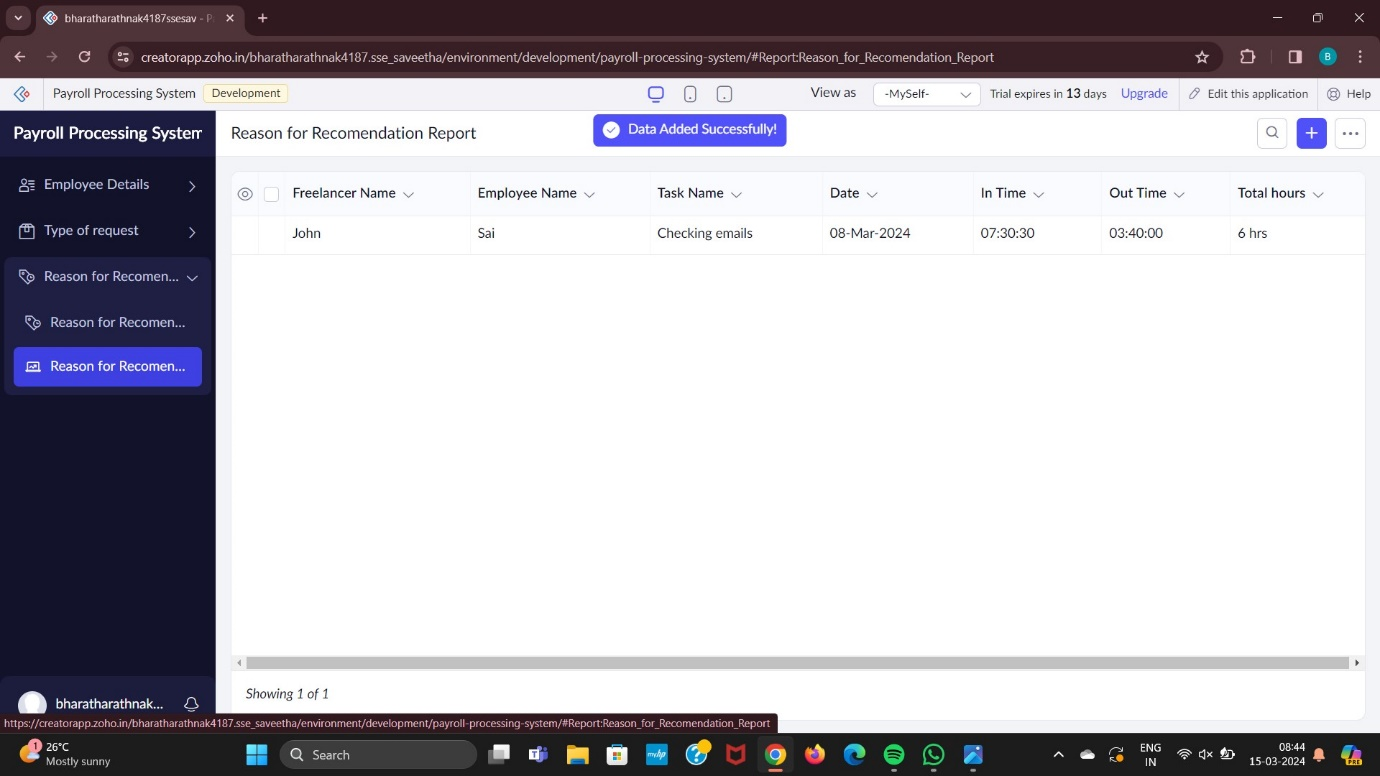 bharatharathnak4187ssesav - P
creatorapp.zoho.in/bharatharathnak4187.sse_saveetha/environment/development/payroll-processing-system/#Report:Reason_for_Recomendation_Report
B
Payroll Processing System Development View as -MySelf- Trial expires in 13 days Upgrade Edit this application Help
Payroll Processing System
Reason for Recomendation Report
Data Added Successfully!
Employee Details
Type of request
Reason for Recomen...
Reason for Recomen...
Reason for Recomen...
Freelancer Name Employee Name Task Name Date In Time Out Time Total hours
John Sai Checking emails 08-Mar-2024 07:30:30 03:40:00 6 hrs
Showing 1 of 1
bharatharathnak...
https://creatorapp.zoho.in/bharatharathnak4187.sse_saveetha/environment/development/payroll-processing-system/#Report:Reason_for_Recomendation_Report
1
26°C
Mostly sunny
Search
ENG
IN
08:44
15-03-2024
PRE